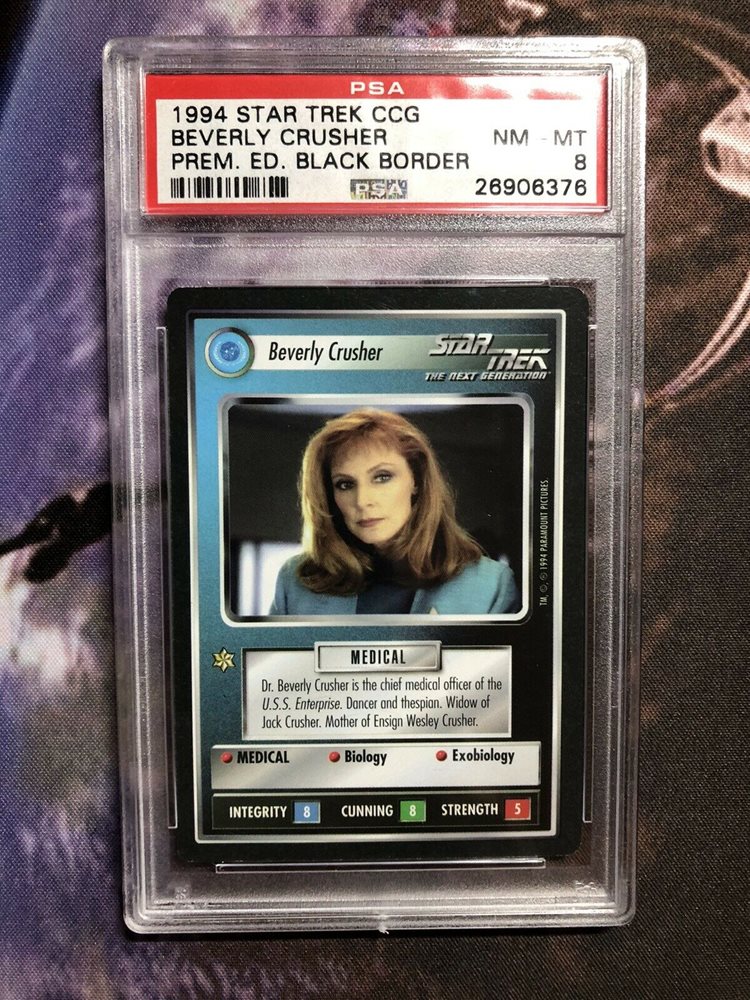 PSA
1994 STAR TREK CCG
BEVERLY CRUSHER NM - MT
PREM. ED. BLACK BORDER 8
PSA 26906376
Beverly Crusher
STAR TREK
THE NEXT GENERATION
TM, ©, ® 1994 PARAMOUNT PICTURES.
MEDICAL
Dr. Beverly Crusher is the chief medical officer of the
U.S.S. Enterprise. Dancer and thespian. Widow of
Jack Crusher. Mother of Ensign Wesley Crusher.
MEDICAL Biology Exobiology
INTEGRITY 8 CUNNING 8 STRENGTH 5